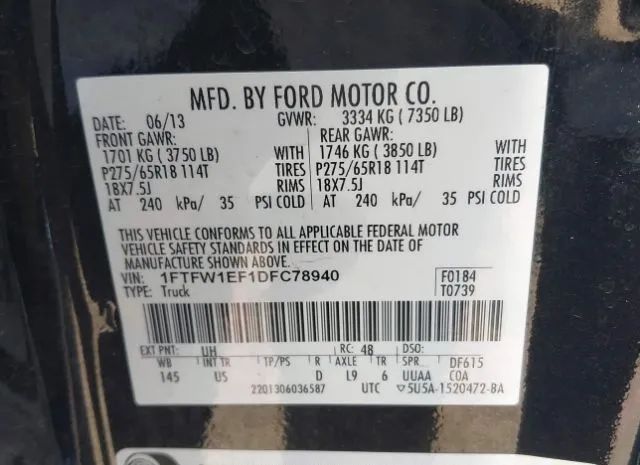 MFD. BY FORD MOTOR CO.
DATE: 06/13 GVWR: 3334 KG ( 7350 LB)
FRONT GAWR: REAR GAWR:
1701 KG ( 3750 LB) WITH 1746 KG ( 3850 LB) WITH
P275/65R18 114T TIRES P275/65R18 114T TIRES
18X7.5J RIMS 18X7.5J RIMS
AT 240 kPa/ 35 PSI COLD AT 240 kPa/ 35 PSI COLD
THIS VEHICLE CONFORMS TO ALL APPLICABLE FEDERAL MOTOR
VEHICLE SAFETY STANDARDS IN EFFECT ON THE DATE OF
MANUFACTURE SHOWN ABOVE.
VIN: 1FTFW1EF1DFC78940 F0184
TYPE: Truck T0739
EXT PNT: UH RC: 48 DSO:
WB INT TR TP/PS R AXLE TR SPR DF615
145 US D L9 6 UUAA COA
2201306036587 UTC ▽5U5A-1520472-BA